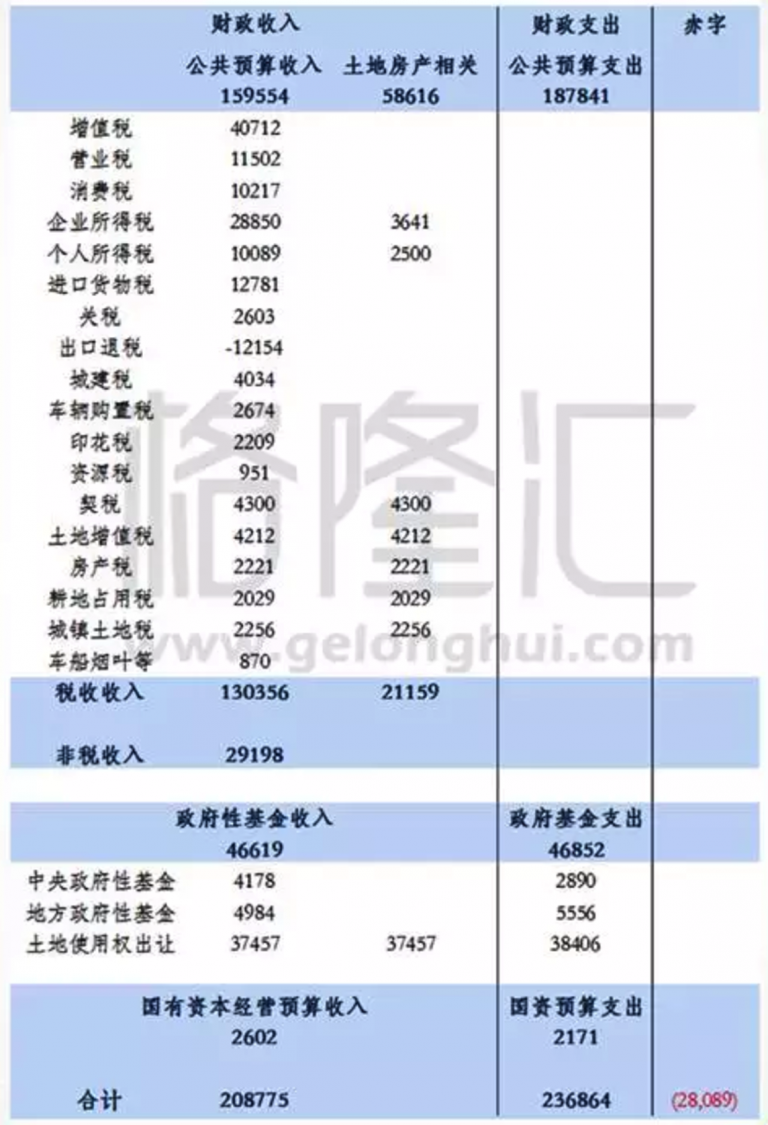 财政收入 财政支出 赤字
公共预算收入 土地房产相关 公共预算支出
159554 58616 187841
增值税 40712
营业税 11502
消费税 10217
企业所得税 28850 3641
个人所得税 10089 2500
进口货物税 12781
关税 2603
出口退税 -12154
城建税 4034
车辆购置税 2674
印花税 2209
资源税 951
契税 4300 4300
土地增值税 4212 4212
房产税 2221 2221
耕地占用税 2029 2029
城镇土地税 2256 2256
车船烟叶等 870
税收收入 130356 21159
非税收入 29198
政府性基金收入 政府基金支出
46619 46852
中央政府性基金 4178 2890
地方政府性基金 4984 5556
土地使用权出让 37457 37457 38406
国有资本经营预算收入 国资预算支出
2602 2171
合计 208775 236864 (28,089)
格隆汇
www.gelonghui.com